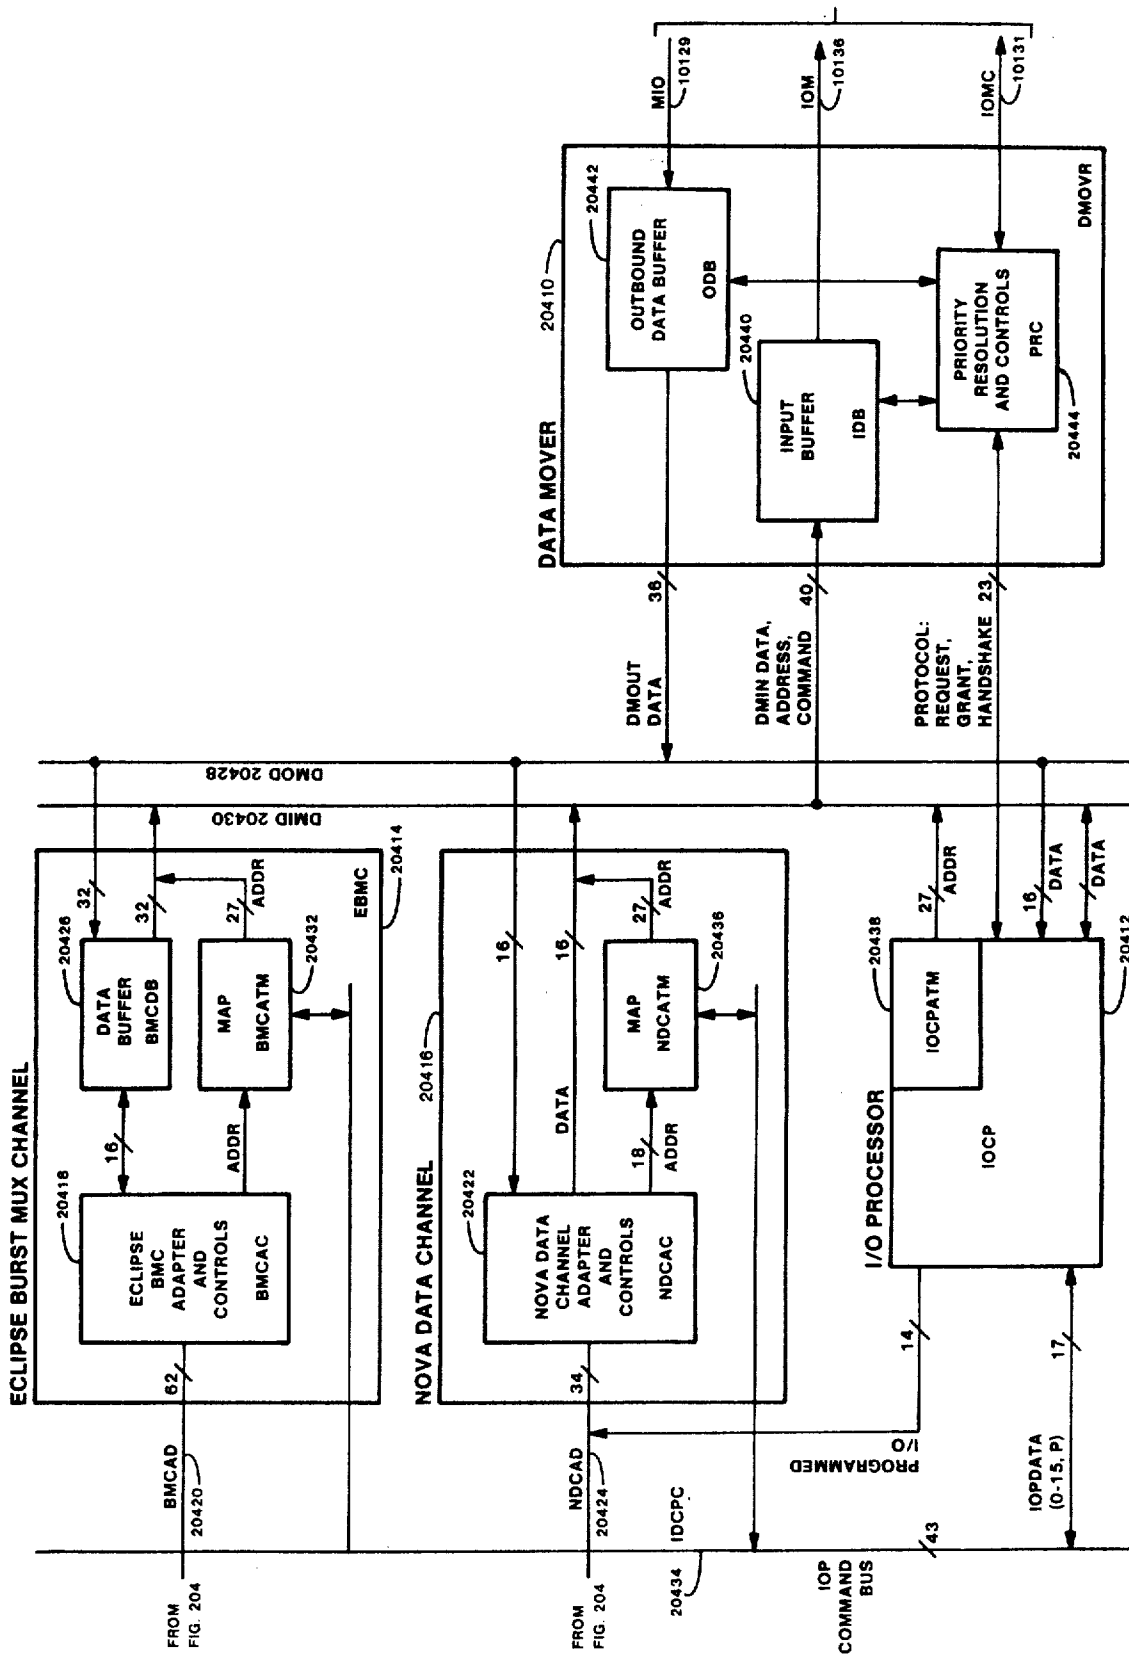 ECLIPSE BURST MUX CHANNEL
FROM
FIG. 204
BMCAD
20420
62
20418
ECLIPSE
BMC
ADAPTER
AND
CONTROLS
BMCAC
16
ADDR
20426
DATA
BUFFER
BMCDB
MAP
BMCATM
20432
32
32
27
ADDR
EBMC
20414
DMOD 20428
DMID 20430
NOVA DATA CHANNEL
20416
FROM
FIG. 204
NDCAD
20424
34
20422
NOVA DATA
CHANNEL
ADAPTER
AND
CONTROLS
NDCAC
DATA
18
ADDR
16
16
MAP
NDCATM
20436
27
ADDR
IDCPC
20434
IOP
COMMAND
BUS
43
PROGRAMMED
I/O
14
IOPDATA
(0-15, P)
17
I/O PROCESSOR
IOCP
IOCPATM
20438
27
ADDR
16
DATA
DATA
20412
DMOUT
DATA
36
DMIN DATA,
ADDRESS,
COMMAND
40
PROTOCOL:
REQUEST,
GRANT,
HANDSHAKE
23
DATA MOVER
20410
OUTBOUND
DATA BUFFER
ODB
20442
INPUT
BUFFER
IDB
20440
PRIORITY
RESOLUTION
AND CONTROLS
PRC
20444
DMOVR
MIO
10129
IOM
10136
IOMC
10131